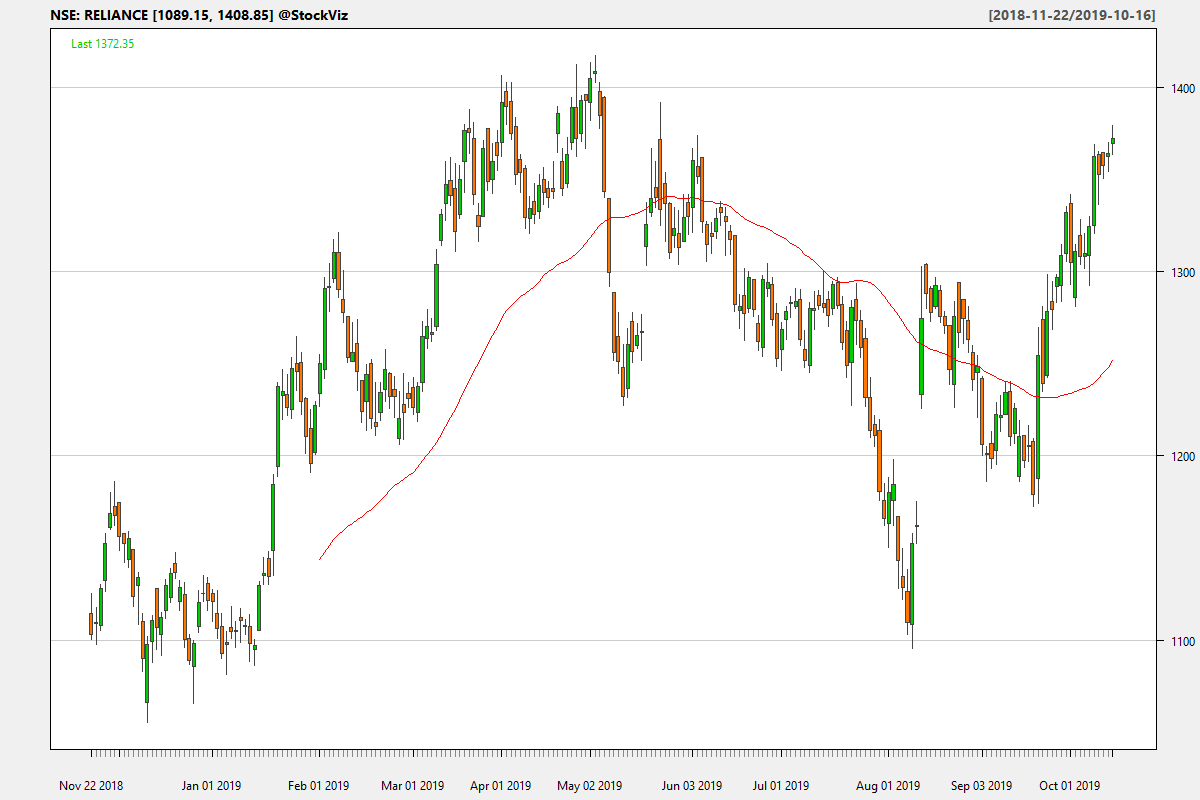 NSE: RELIANCE [1089.15, 1408.85] @StockViz [2018-11-22/2019-10-16]
Last 1372.35
1400
1300
1200
1100
Nov 22 2018 Jan 01 2019 Feb 01 2019 Mar 01 2019 Apr 01 2019 May 02 2019 Jun 03 2019 Jul 01 2019 Aug 01 2019 Sep 03 2019 Oct 01 2019